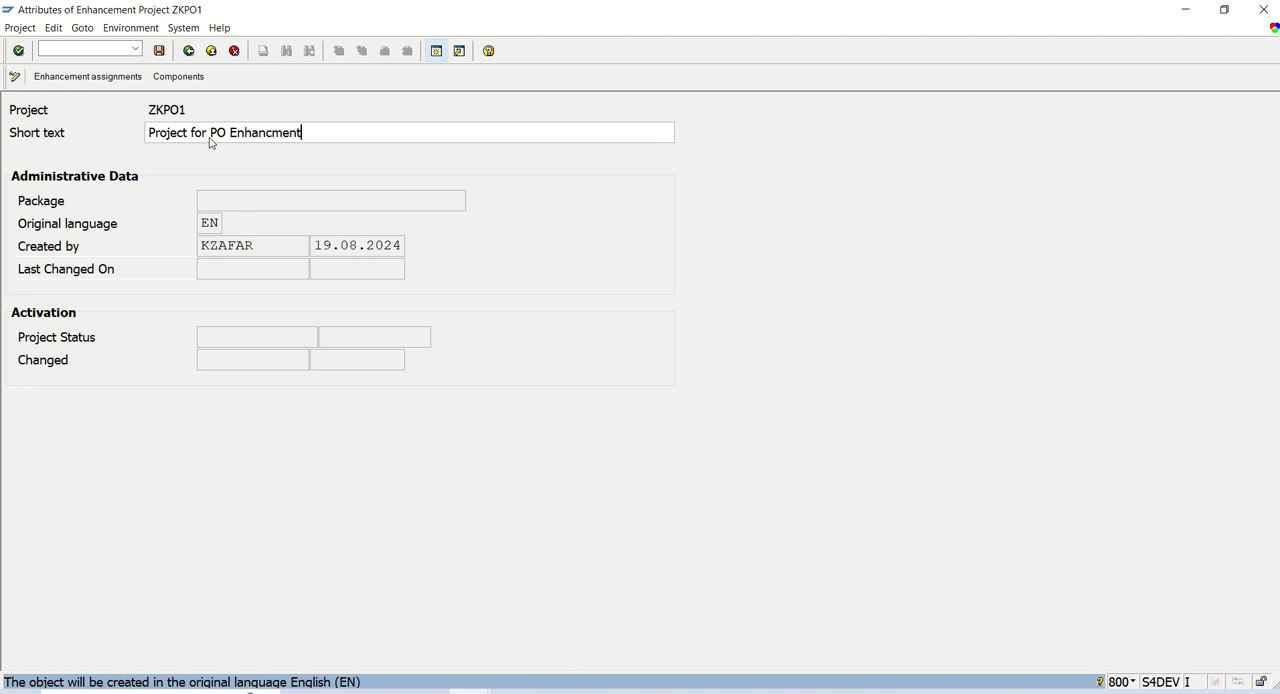 Attributes of Enhancement Project ZKPO1
Project Edit Goto Environment System Help
Enhancement assignments Components
Project ZKPO1
Short text Project for PO Enhancment
Administrative Data
Package
Original language EN
Created by KZAFAR 19.08.2024
Last Changed On
Activation
Project Status
Changed
The object will be created in the original language English (EN) 800 S4DEV I